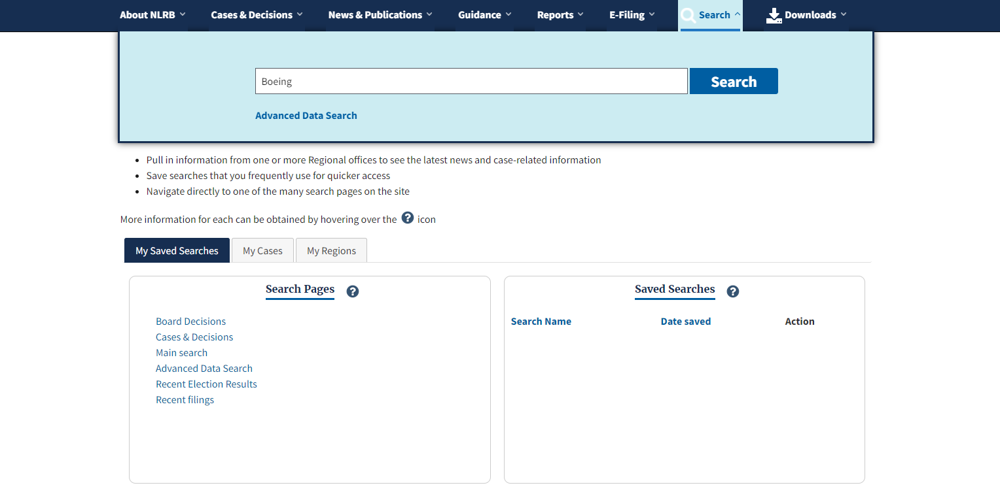 About NLRB Cases & Decisions News & Publications Guidance Reports E-Filing Search Downloads
Boeing Search
Advanced Data Search
• Pull in information from one or more Regional offices to see the latest news and case-related information
• Save searches that you frequently use for quicker access
• Navigate directly to one of the many search pages on the site
More information for each can be obtained by hovering over the ? icon
My Saved Searches My Cases My Regions
Search Pages ?
Board Decisions
Cases & Decisions
Main search
Advanced Data Search
Recent Election Results
Recent filings
Saved Searches ?
Search Name Date saved Action